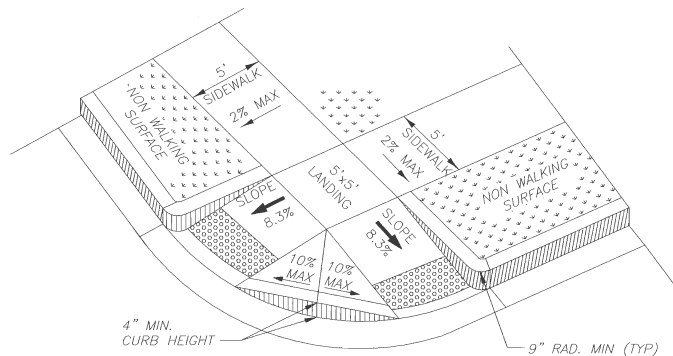 5'
SIDEWALK
2% MAX
NON WALKING
SURFACE
5'
SIDEWALK
2% MAX
5'x5'
LANDING
NON WALKING
SURFACE
SLOPE
8.3%
SLOPE
8.3%
10%
MAX
10%
MAX
4" MIN.
CURB HEIGHT
9" RAD. MIN (TYP)